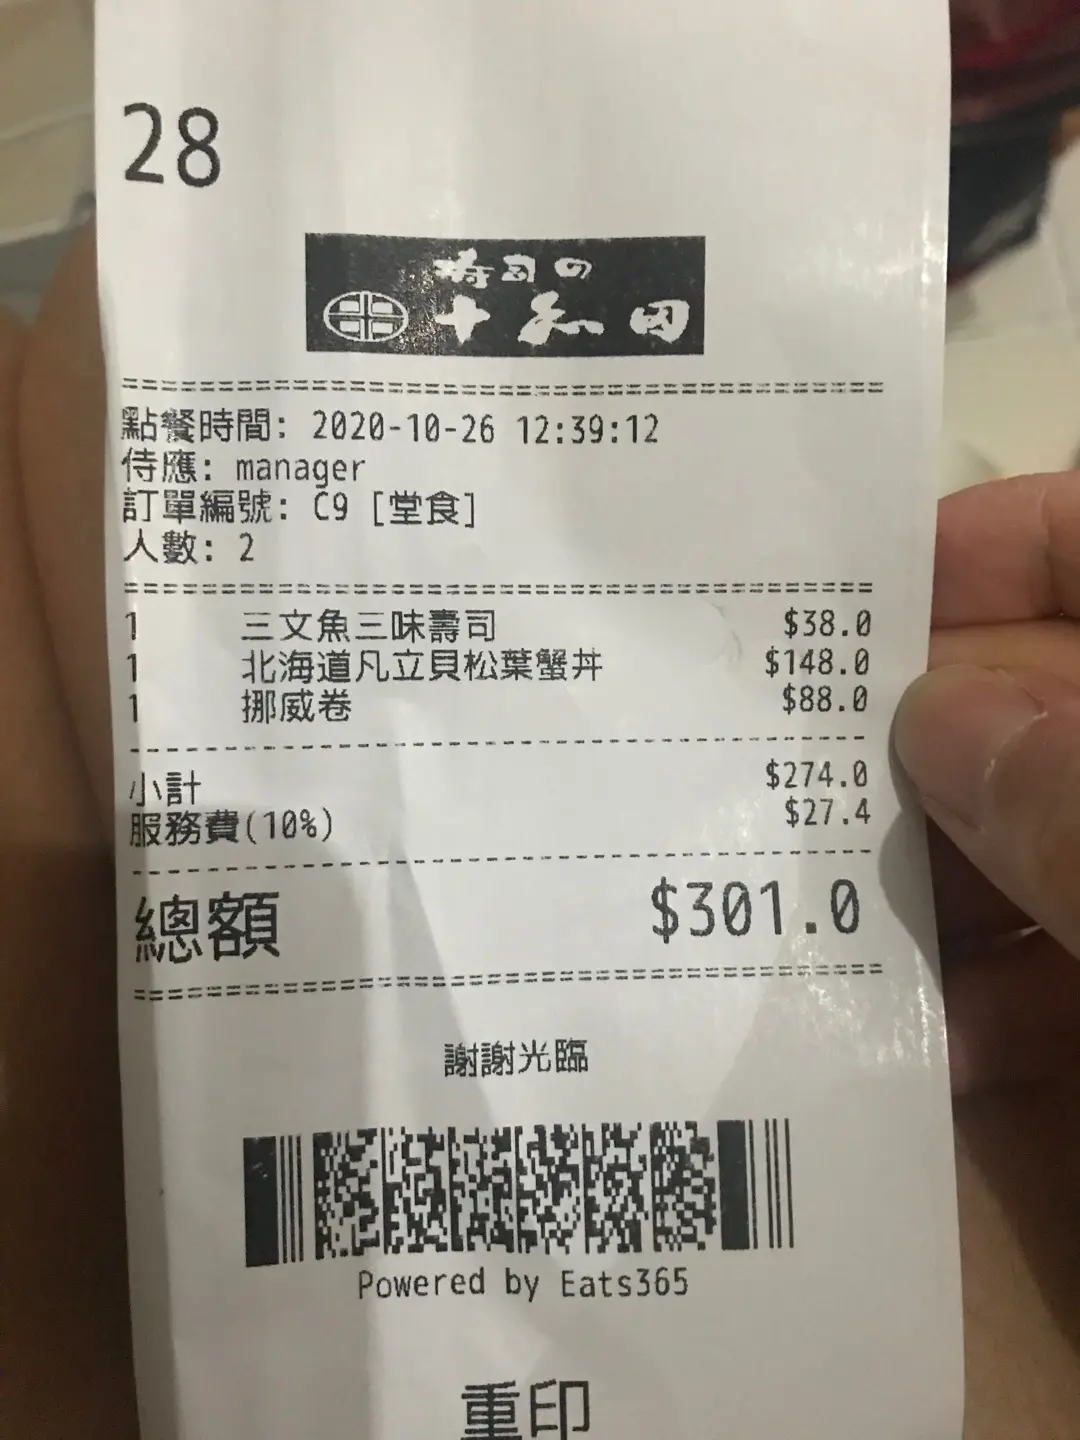 28
寿司の
十和田
點餐時間: 2020-10-26 12:39:12
侍應: manager
訂單編號: C9 [堂食]
人數: 2
1 三文魚三味壽司 $38.0
1 北海道凡立貝松葉蟹丼 $148.0
1 挪威卷 $88.0
小計 $274.0
服務費(10%) $27.4
總額 $301.0
謝謝光臨
Powered by Eats365
重印